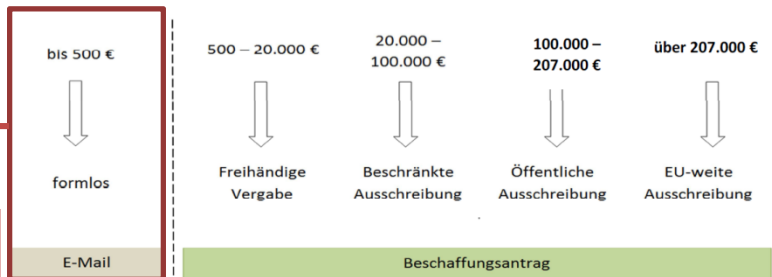 bis 500 €
500 – 20.000 €
20.000 –
100.000 €
100.000 –
207.000 €
über 207.000 €
formlos
Freihändige
Vergabe
Beschränkte
Ausschreibung
Öffentliche
Ausschreibung
EU-weite
Ausschreibung
E-Mail
Beschaffungsantrag